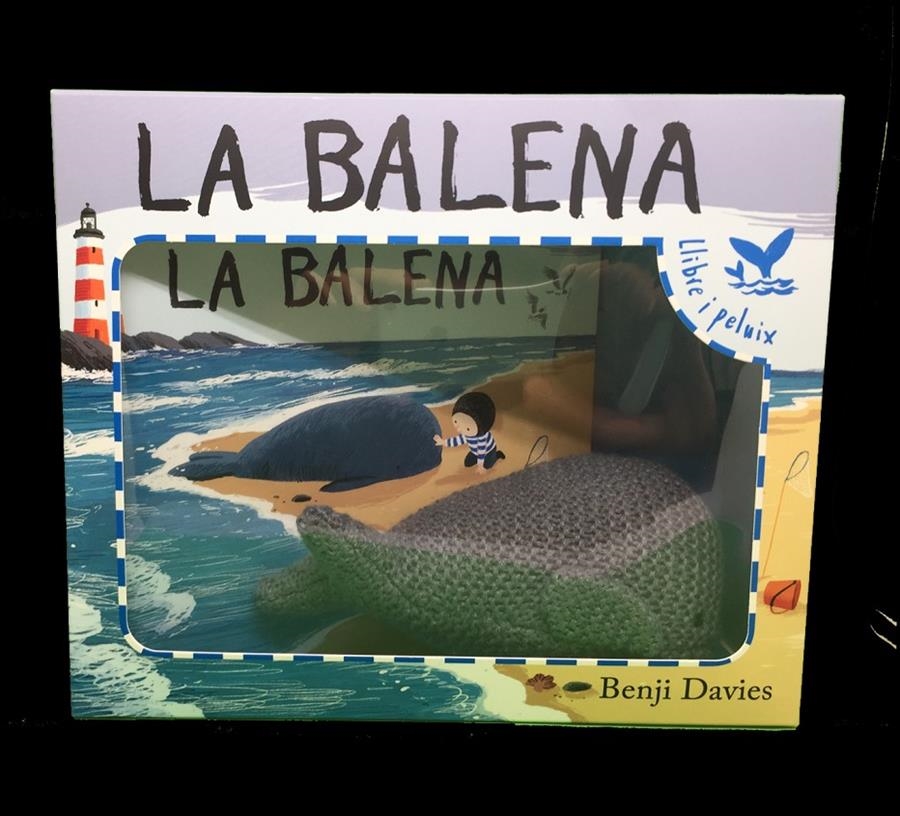 LA BALENA
LA BALENA
Llibre i peluix
Benji Davies